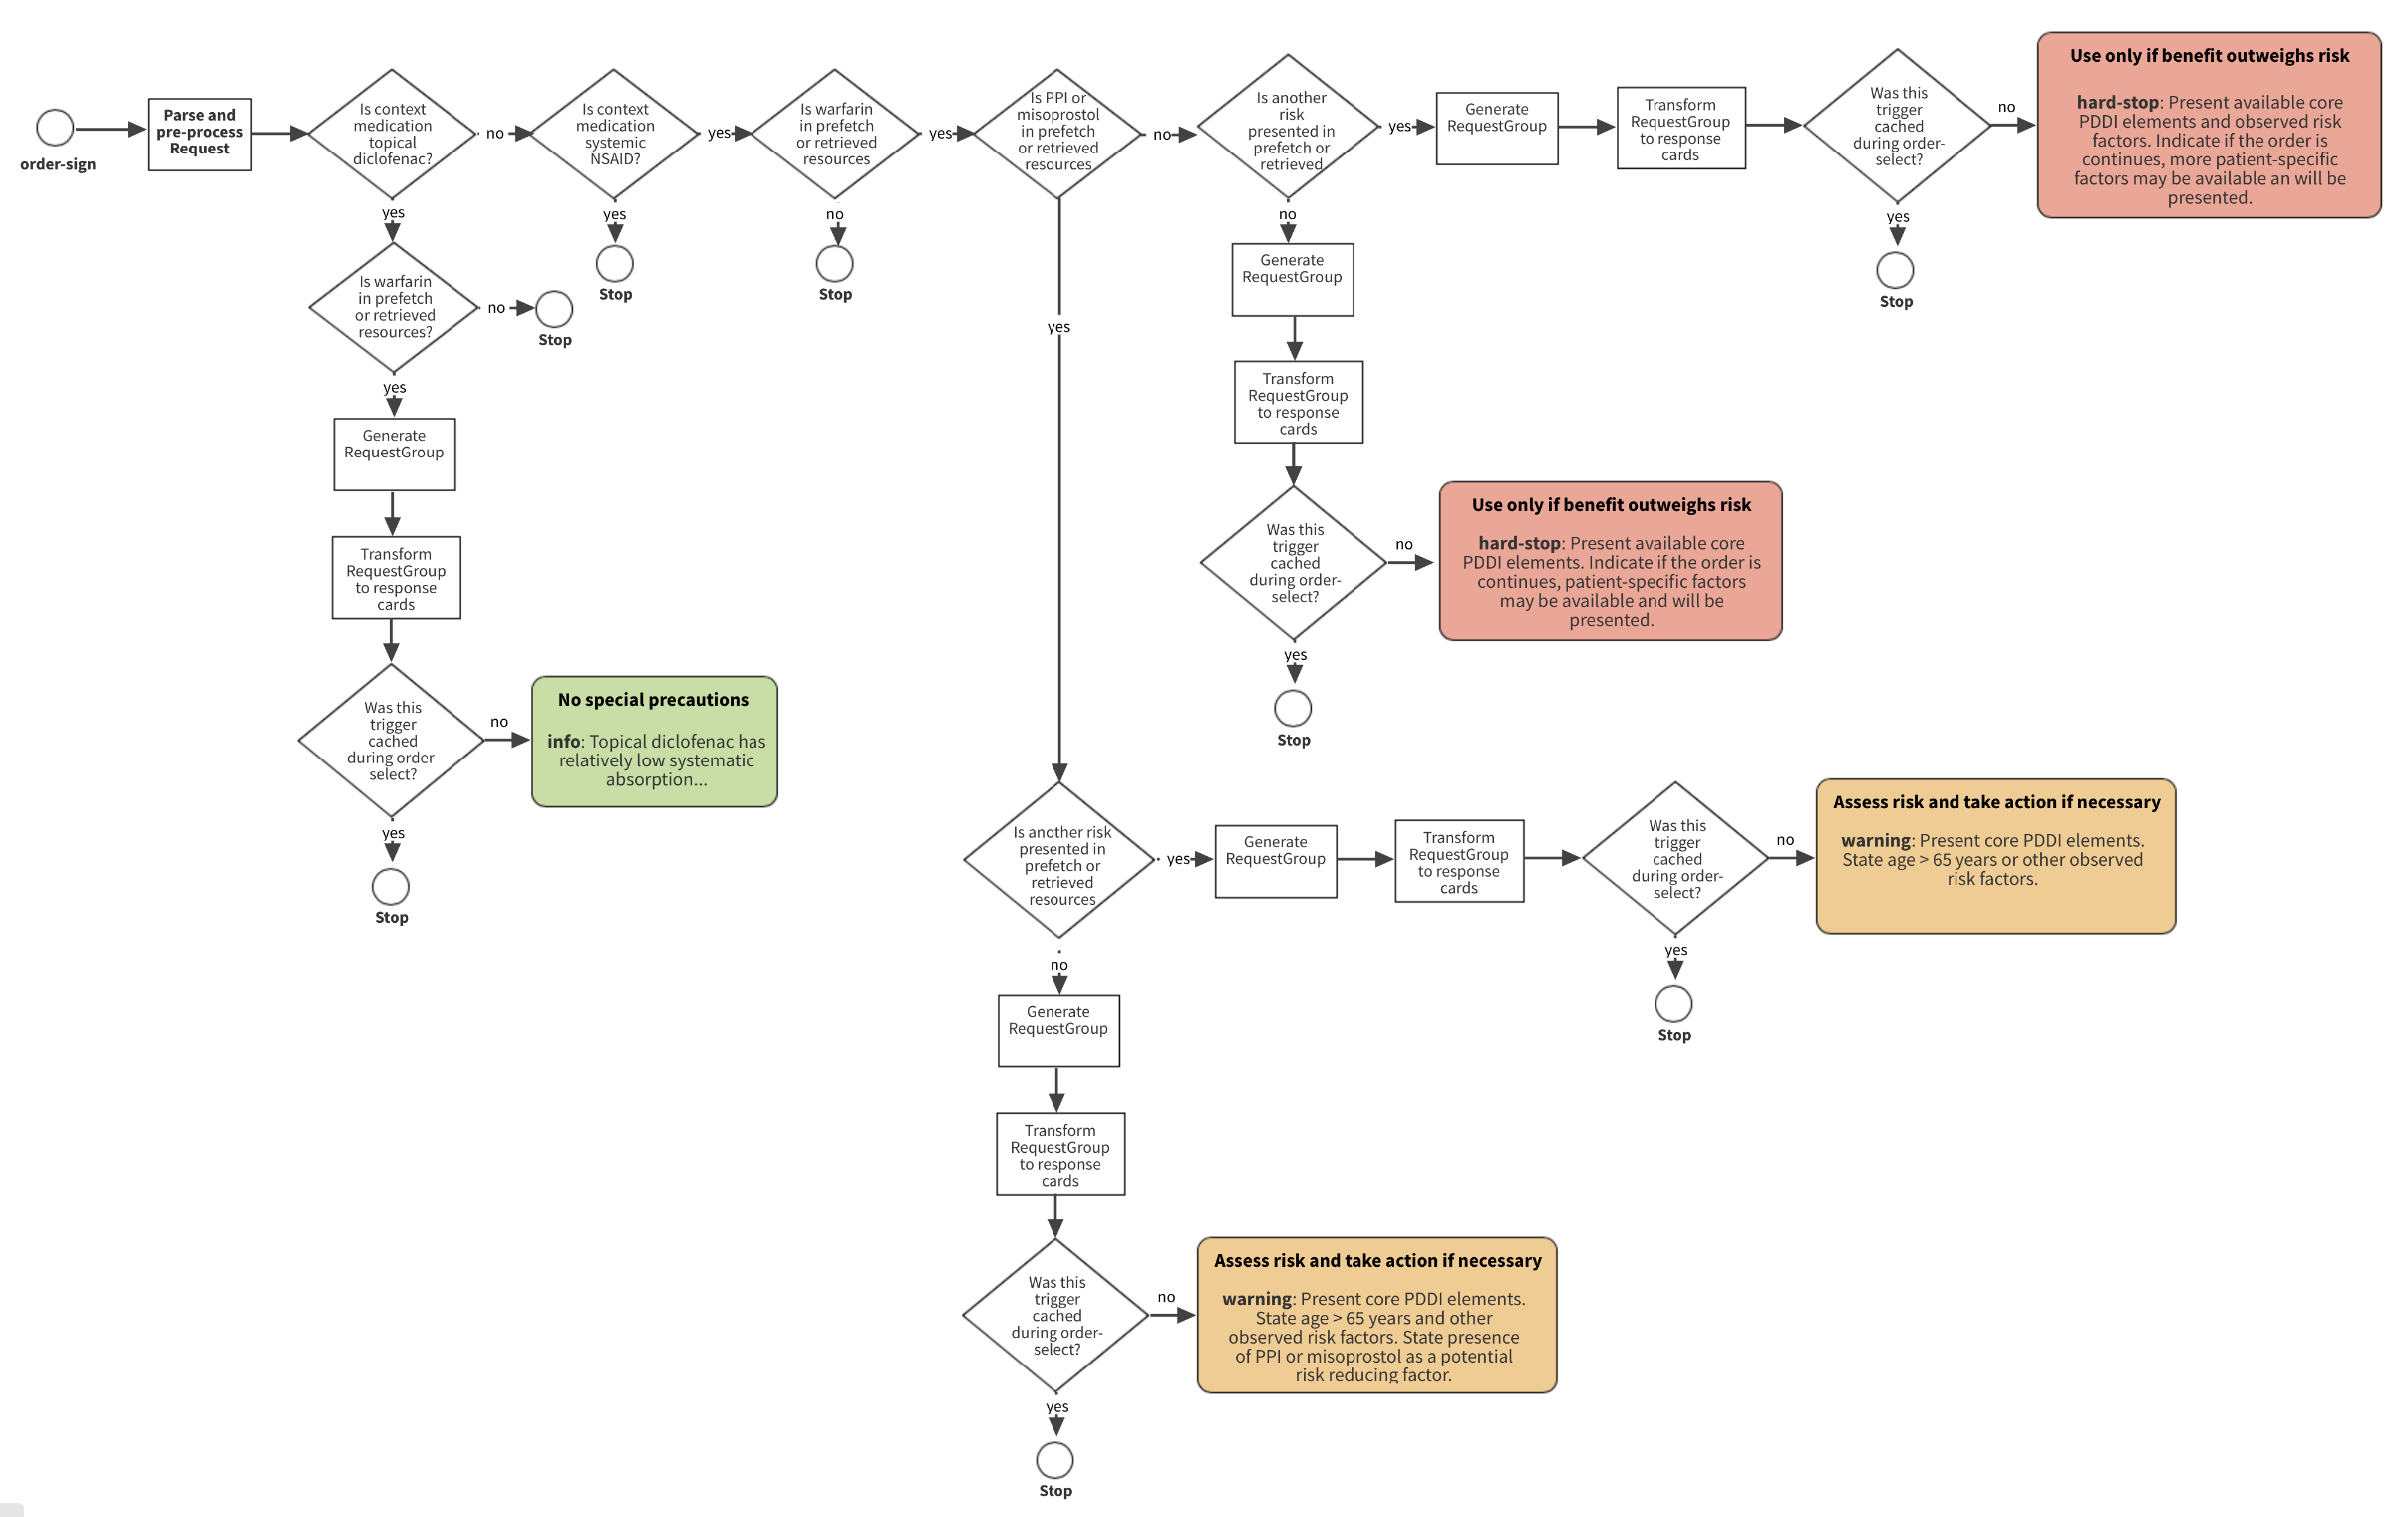 order-sign
Parse and
pre-process
Request
Is context
medication
topical
diclofenac?
no
Is context
medication
systemic
NSAID?
yes
Is warfarin
in prefetch
or retrieved
resources
yes
Is PPI or
misoprostol
in prefetch
or retrieved
resources
no
Is another
risk
presented in
prefetch or
retrieved
yes
Generate
RequestGroup
Transform
RequestGroup
to response
cards
Was this
trigger
cached
during order-
select?
no
Use only if benefit outweighs risk
hard-stop: Present available core
PDDI elements and observed risk
factors. Indicate if the order is
continues, more patient-specific
factors may be available an will be
presented.
yes
Stop
yes
Stop
no
Stop
yes
Is warfarin
in prefetch
or retrieved
resources?
no
Stop
yes
Generate
RequestGroup
Transform
RequestGroup
to response
cards
Was this
trigger
cached
during order-
select?
no
No special precautions
info: Topical diclofenac has
relatively low systematic
absorption...
yes
Stop
no
Generate
RequestGroup
Transform
RequestGroup
to response
cards
Was this
trigger
cached
during order-
select?
no
Use only if benefit outweighs risk
hard-stop: Present available core
PDDI elements. Indicate if the order is
continues, patient-specific factors
may be available and will be
presented.
yes
Stop
yes
Is another risk
presented in
prefetch or
retrieved
resources
yes
Generate
RequestGroup
Transform
RequestGroup
to response
cards
Was this
trigger
cached
during order-
select?
no
Assess risk and take action if necessary
warning: Present core PDDI elements.
State age > 65 years or other observed
risk factors.
yes
Stop
no
Generate
RequestGroup
Transform
RequestGroup
to response
cards
Was this
trigger
cached
during order-
select?
no
Assess risk and take action if necessary
warning: Present core PDDI elements.
State age > 65 years and other
observed risk factors. State presence
of PPI or misoprostol as a potential
risk reducing factor.
yes
Stop